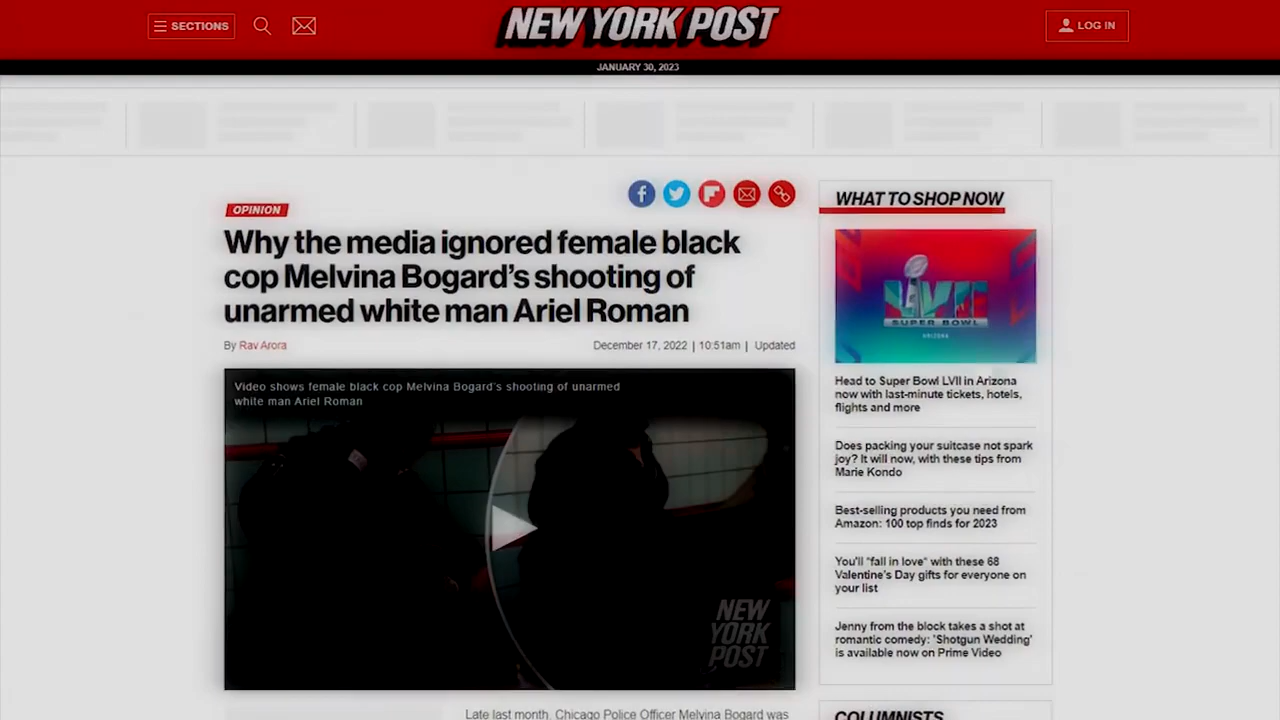 SECTIONS
NEW YORK POST
LOG IN
JANUARY 30, 2023
OPINION
Why the media ignored female black
cop Melvina Bogard's shooting of
unarmed white man Ariel Roman
By Rav Arora
December 17, 2022 | 10:51am | Updated
Video shows female black cop Melvina Bogard's shooting of unarmed
white man Ariel Roman
NEW
YORK
POST
Late last month, Chicago Police Officer Melvina Bogard was
WHAT TO SHOP NOW
LVII
SUPER BOWL
ARIZONA
Head to Super Bowl LVII in Arizona
now with last-minute tickets, hotels,
flights and more
Does packing your suitcase not spark
joy? It will now, with these tips from
Marie Kondo
Best-selling products you need from
Amazon: 100 top finds for 2023
You'll "fall in love" with these 68
Valentine's Day gifts for everyone on
your list
Jenny from the block takes a shot at
romantic comedy: 'Shotgun Wedding'
is available now on Prime Video
COLUMNISTS